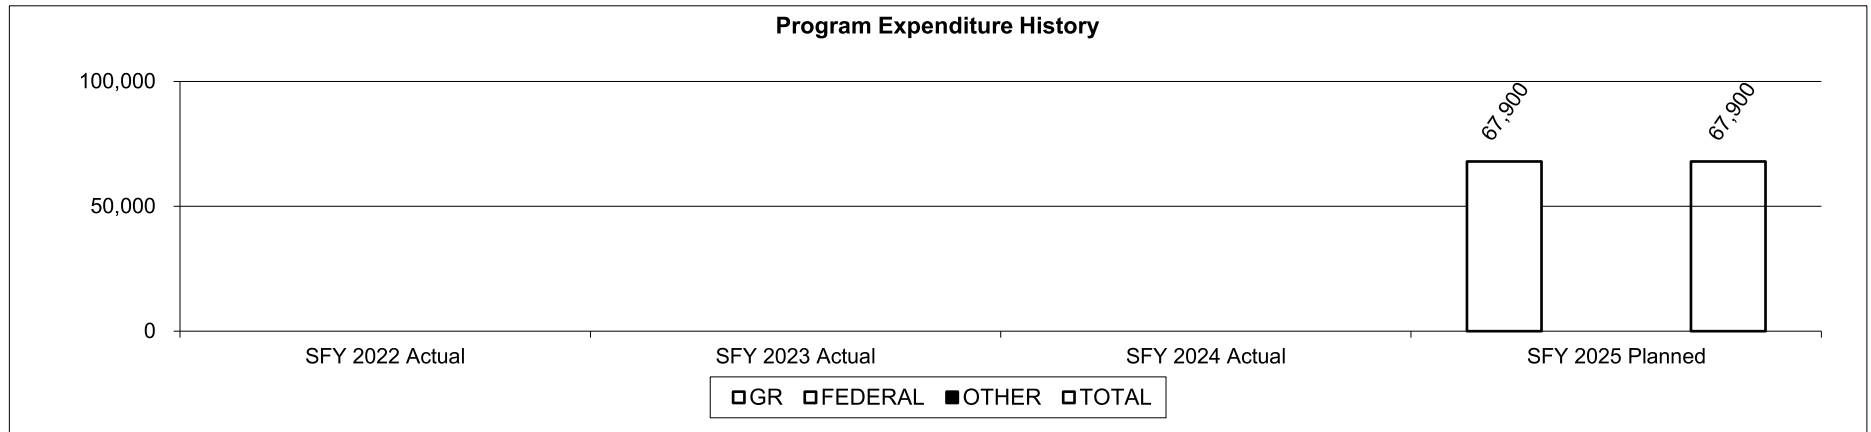 Program Expenditure History
100,000
67,900
67,900
50,000
0
SFY 2022 Actual
SFY 2023 Actual
SFY 2024 Actual
SFY 2025 Planned
GR
FEDERAL
OTHER
TOTAL